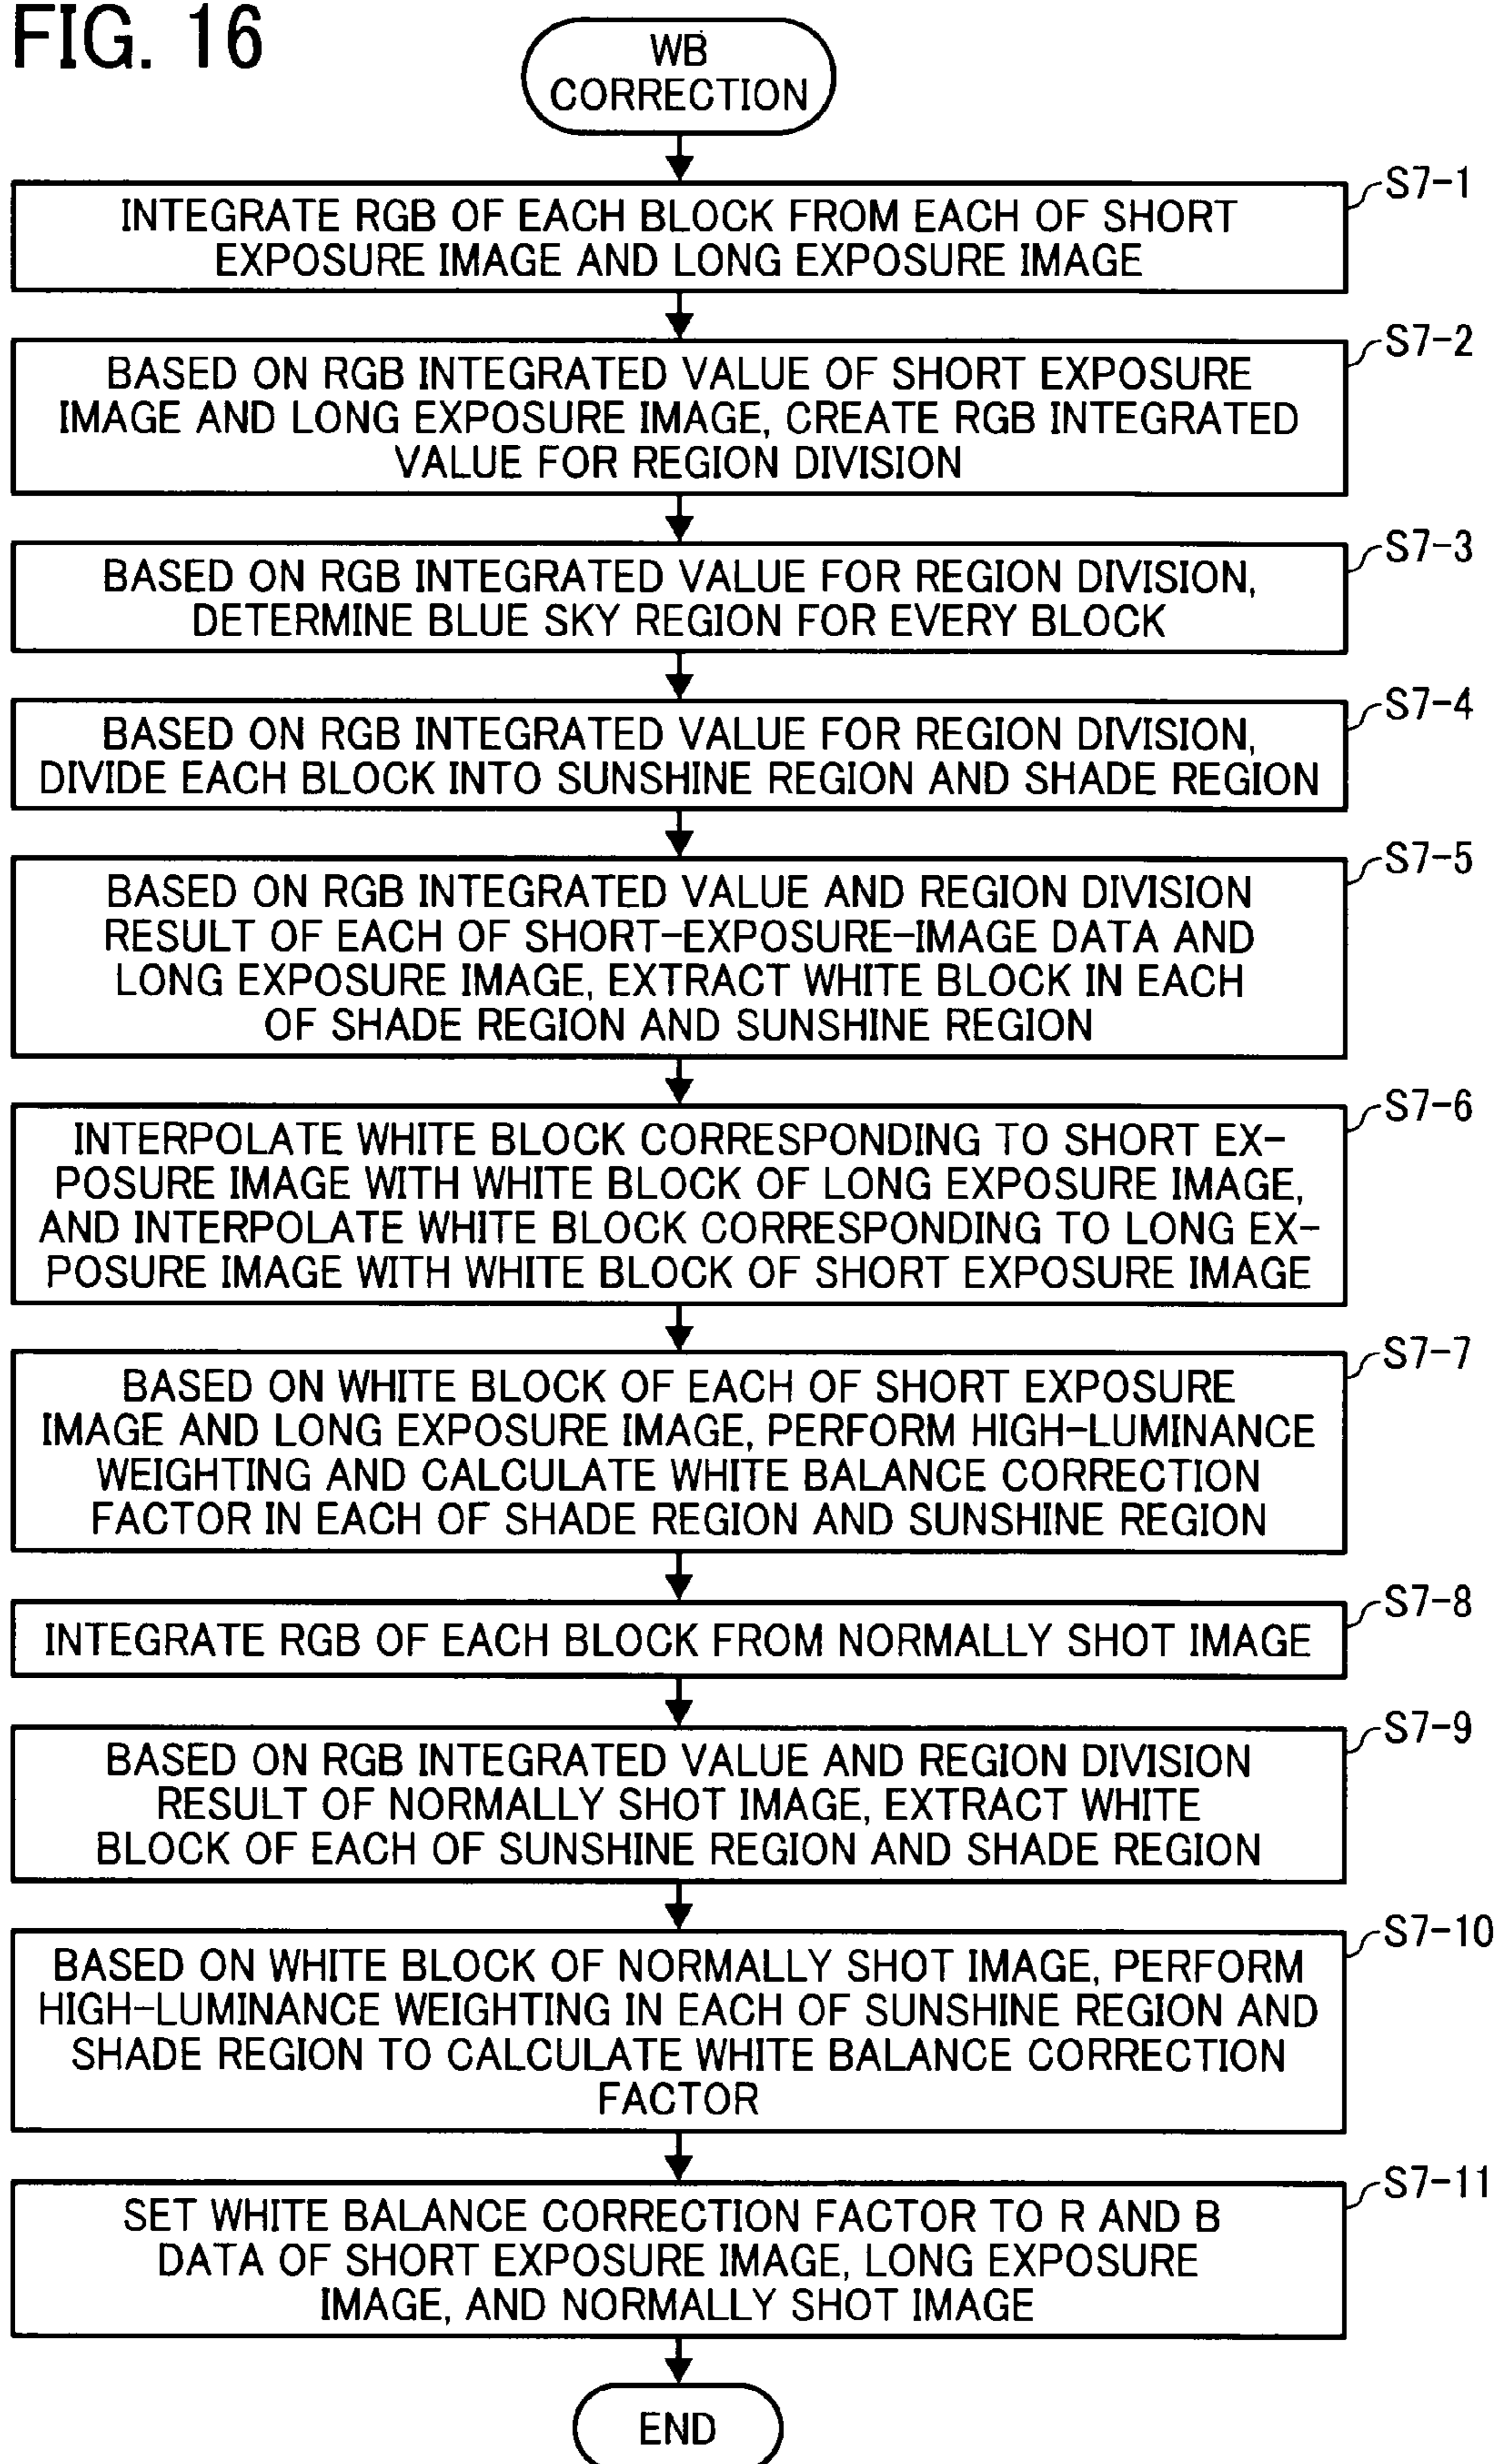 FIG. 16
WB
CORRECTION
S7-1
INTEGRATE RGB OF EACH BLOCK FROM EACH OF SHORT
EXPOSURE IMAGE AND LONG EXPOSURE IMAGE
S7-2
BASED ON RGB INTEGRATED VALUE OF SHORT EXPOSURE
IMAGE AND LONG EXPOSURE IMAGE, CREATE RGB INTEGRATED
VALUE FOR REGION DIVISION
S7-3
BASED ON RGB INTEGRATED VALUE FOR REGION DIVISION,
DETERMINE BLUE SKY REGION FOR EVERY BLOCK
S7-4
BASED ON RGB INTEGRATED VALUE FOR REGION DIVISION,
DIVIDE EACH BLOCK INTO SUNSHINE REGION AND SHADE REGION
S7-5
BASED ON RGB INTEGRATED VALUE AND REGION DIVISION
RESULT OF EACH OF SHORT-EXPOSURE-IMAGE DATA AND
LONG EXPOSURE IMAGE, EXTRACT WHITE BLOCK IN EACH
OF SHADE REGION AND SUNSHINE REGION
S7-6
INTERPOLATE WHITE BLOCK CORRESPONDING TO SHORT EX-
POSURE IMAGE WITH WHITE BLOCK OF LONG EXPOSURE IMAGE,
AND INTERPOLATE WHITE BLOCK CORRESPONDING TO LONG EX-
POSURE IMAGE WITH WHITE BLOCK OF SHORT EXPOSURE IMAGE
S7-7
BASED ON WHITE BLOCK OF EACH OF SHORT EXPOSURE
IMAGE AND LONG EXPOSURE IMAGE, PERFORM HIGH-LUMINANCE
WEIGHTING AND CALCULATE WHITE BALANCE CORRECTION
FACTOR IN EACH OF SHADE REGION AND SUNSHINE REGION
S7-8
INTEGRATE RGB OF EACH BLOCK FROM NORMALLY SHOT IMAGE
S7-9
BASED ON RGB INTEGRATED VALUE AND REGION DIVISION
RESULT OF NORMALLY SHOT IMAGE, EXTRACT WHITE
BLOCK OF EACH OF SUNSHINE REGION AND SHADE REGION
S7-10
BASED ON WHITE BLOCK OF NORMALLY SHOT IMAGE, PERFORM
HIGH-LUMINANCE WEIGHTING IN EACH OF SUNSHINE REGION AND
SHADE REGION TO CALCULATE WHITE BALANCE CORRECTION
FACTOR
S7-11
SET WHITE BALANCE CORRECTION FACTOR TO R AND B
DATA OF SHORT EXPOSURE IMAGE, LONG EXPOSURE
IMAGE, AND NORMALLY SHOT IMAGE
END